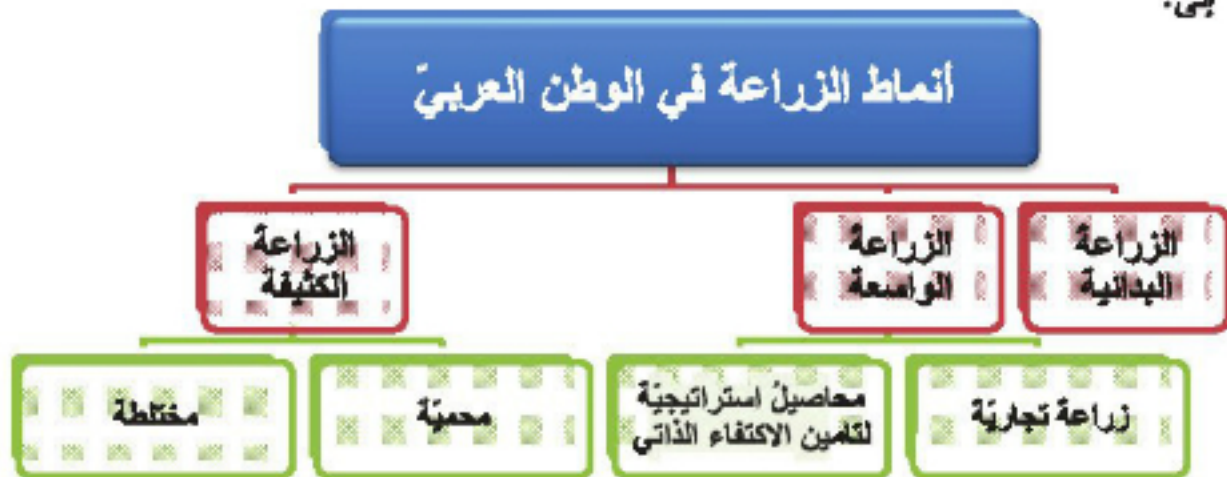 يلي:
أنماط الزراعة في الوطن العربيّ
الزراعة
البدائية
الزراعة
الواسعة
الزراعة
الكثيفة
زراعة تجاريّة
محاصيلُ استراتيجيّة
لتأمين الاكتفاء الذاتي
محميّة
مختلطة